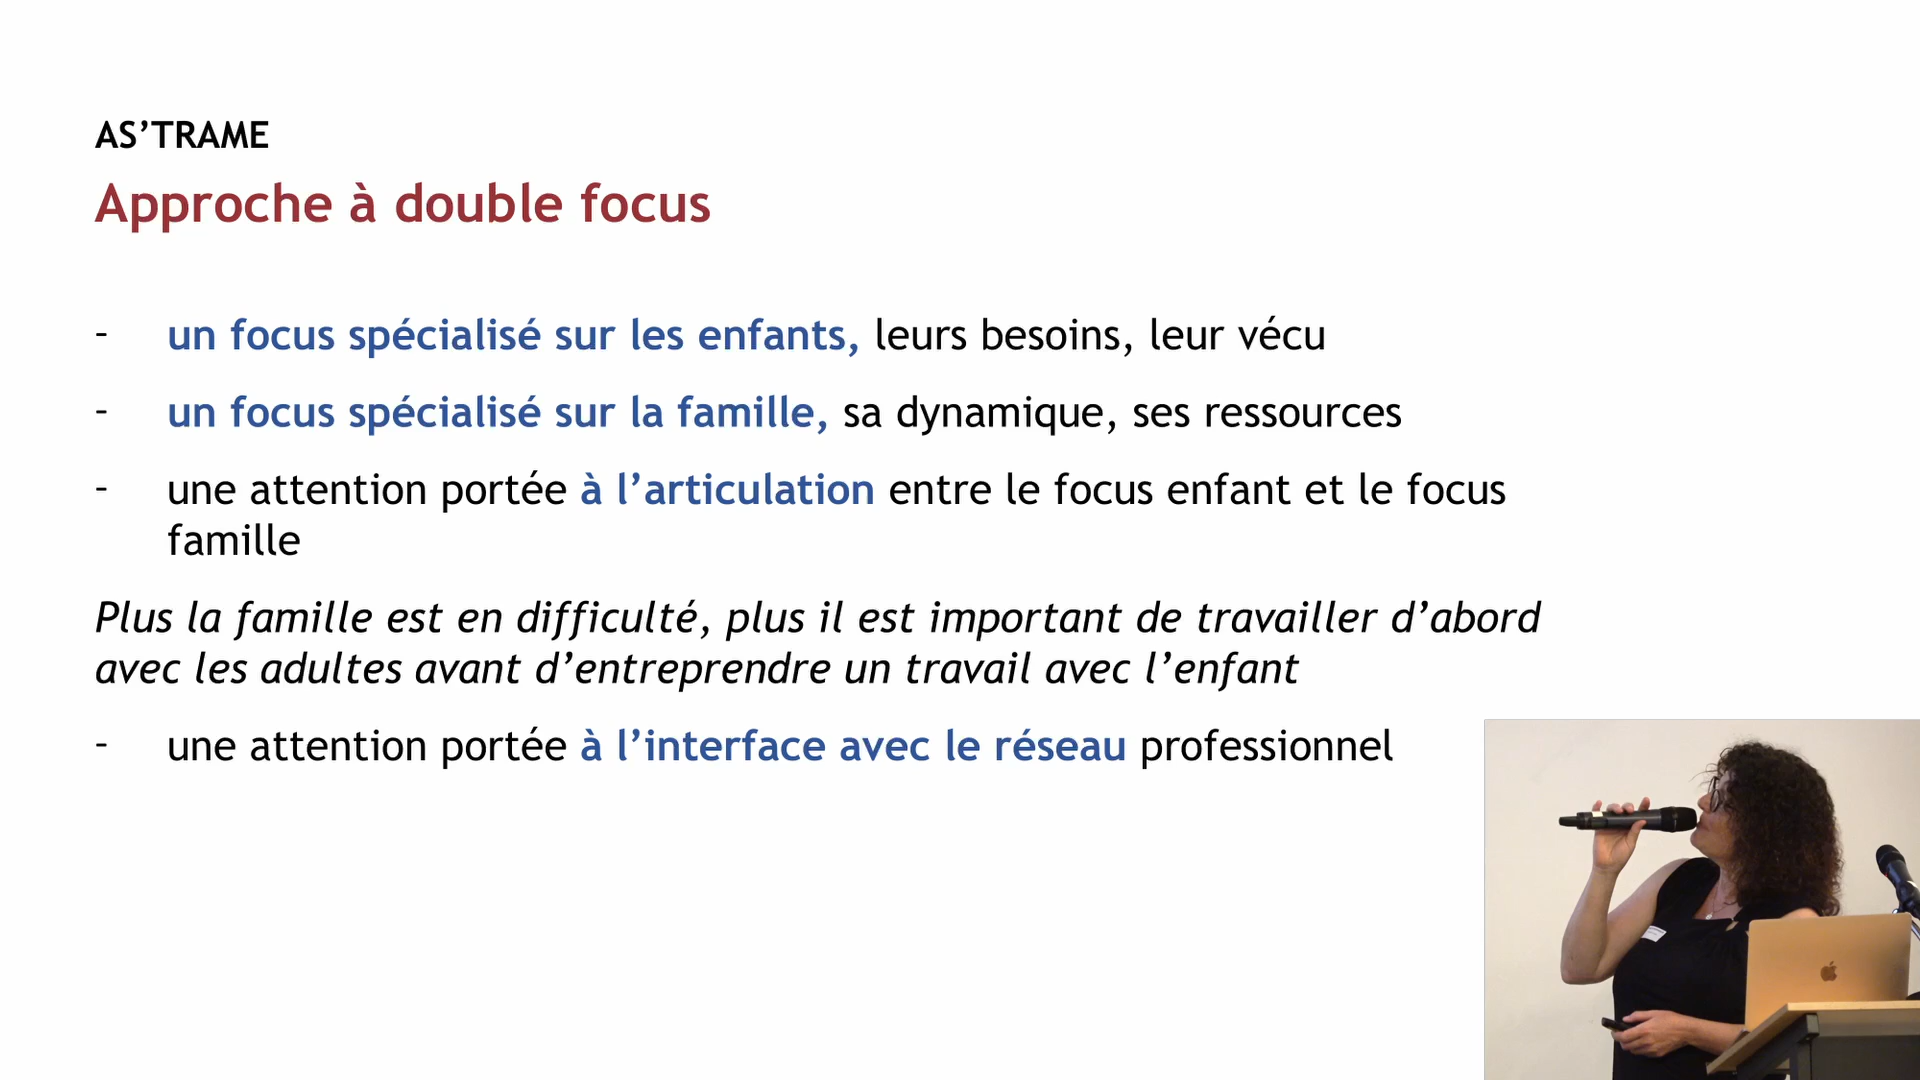 AS’TRAME
Approche à double focus
- un focus spécialisé sur les enfants, leurs besoins, leur vécu
- un focus spécialisé sur la famille, sa dynamique, ses ressources
- une attention portée à l’articulation entre le focus enfant et le focus
famille
Plus la famille est en difficulté, plus il est important de travailler d’abord
avec les adultes avant d’entreprendre un travail avec l’enfant
- une attention portée à l’interface avec le réseau professionnel